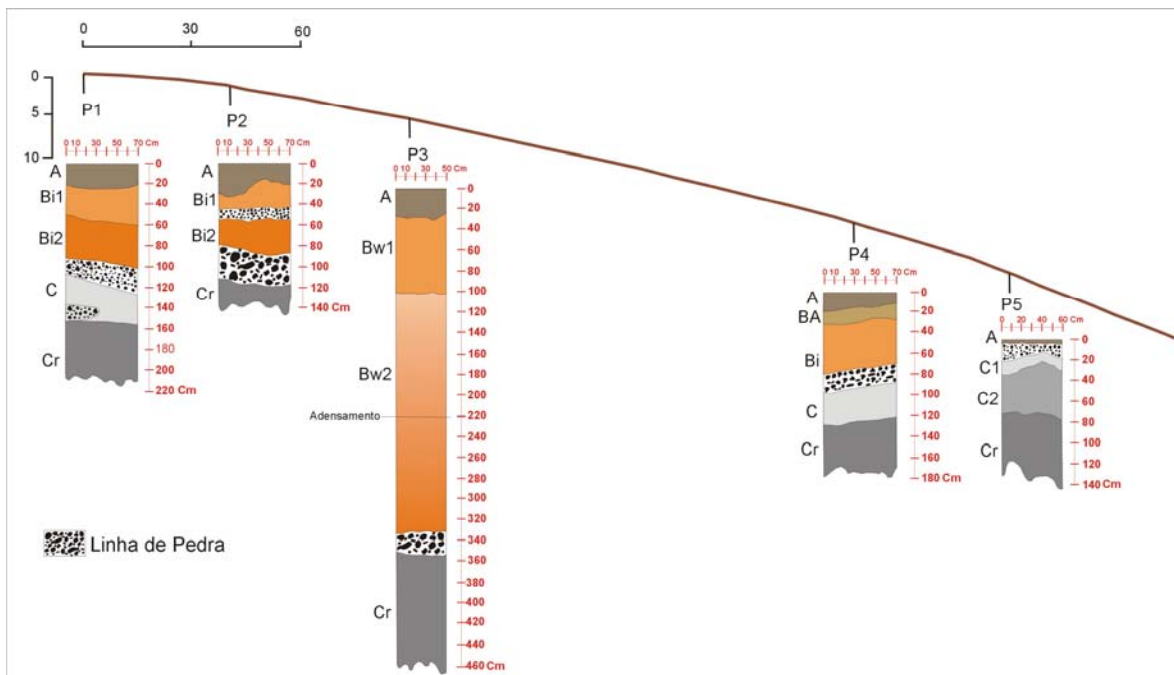 0 30 60
0
5
10
P1
P2
P3
P4
P5
0 10 30 50 70 Cm
A
Bi1
Bi2
C
Cr
0
20
40
60
80
100
120
140
160
180
200
220 Cm
0 10 30 50 70 Cm
A
Bi1
Bi2
Cr
0
20
40
60
80
100
120
140 Cm
0 10 30 50 Cm
A
Bw1
Bw2
Adensamento
Cr
0
20
40
60
80
100
120
140
160
180
200
220
240
260
280
300
320
340
360
380
400
420
440
460 Cm
0 10 30 50 70 Cm
A
BA
Bi
C
Cr
0
20
40
60
80
100
120
140
160
180 Cm
0 20 40 60 Cm
A
C1
C2
Cr
0
20
40
60
80
100
120
140 Cm
Linha de Pedra